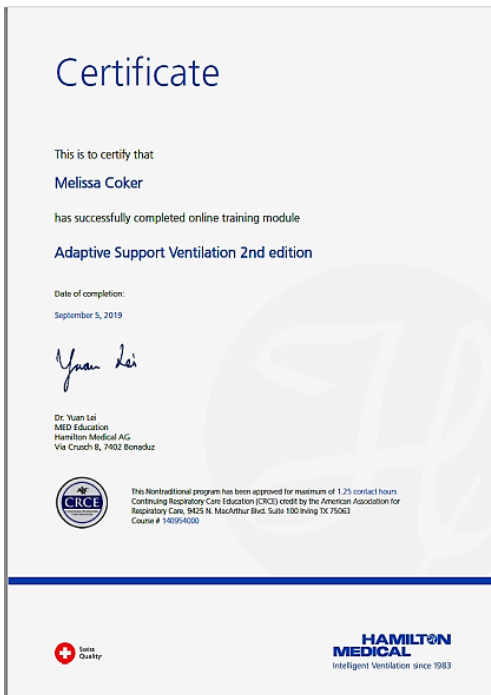 Certificate
This is to certify that
Melissa Coker
has successfully completed online training module
Adaptive Support Ventilation 2nd edition
Date of completion:
September 5, 2019
Yuan Lei
Dr. Yuan Lei
MED Education
Hamilton Medical AG
Via Crusch 8, 7402 Bonaduz
CRCE
This Nontraditional program has been approved for maximum of 1.25 contact hours
Continuing Respiratory Care Education (CRCE) credit by the American Association for
Respiratory Care, 9425 N. MacArthur Blvd. Suite 100 Irving TX 75063
Course # 140954000
Swiss
Quality
HAMILTON
MEDICAL
Intelligent Ventilation since 1983